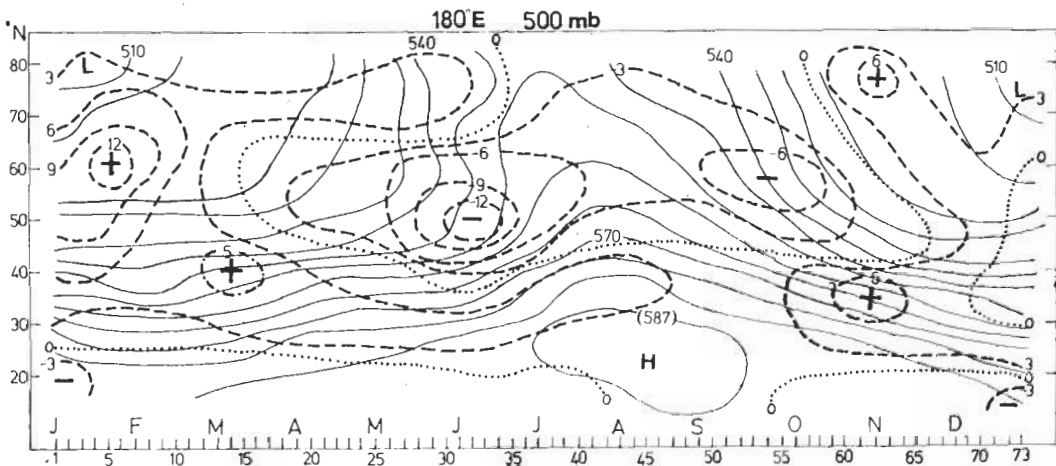 180°E 500 mb
°N
510 540 0 540 0 6 510
80 L 3 + L 3
3
70
6 12 0
60 + -6 -6
9 −
9
-12
50 −
5 570
40 + 6
3 +
30 0 (587) 0
0 H 3
20 -3 0
− 0 0 3
−
J F M A M J J A S O N D
-1 5 10 15 20 25 30 35 40 45 50 55 60 65 70 73